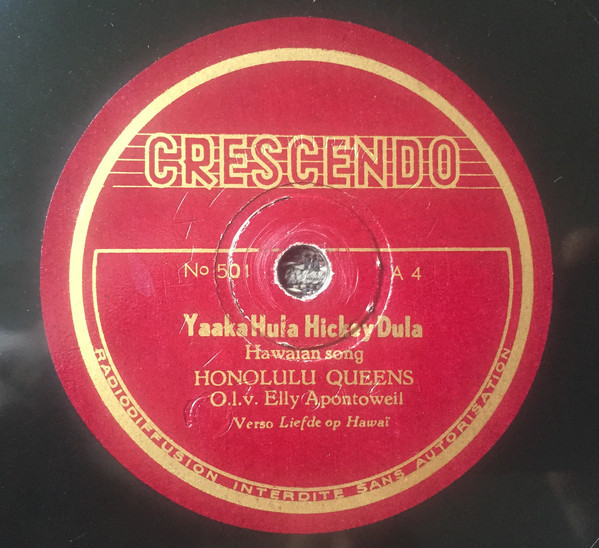 CRESCENDO
No 501 A 4
Yaaka Hula Hickey Dula
Hawaian song
HONOLULU QUEENS
O.l.v. Elly Apontoweil
Verso Liefde op Hawaï
RADIODIFFUSION INTERDITE SANS AUTORISATION